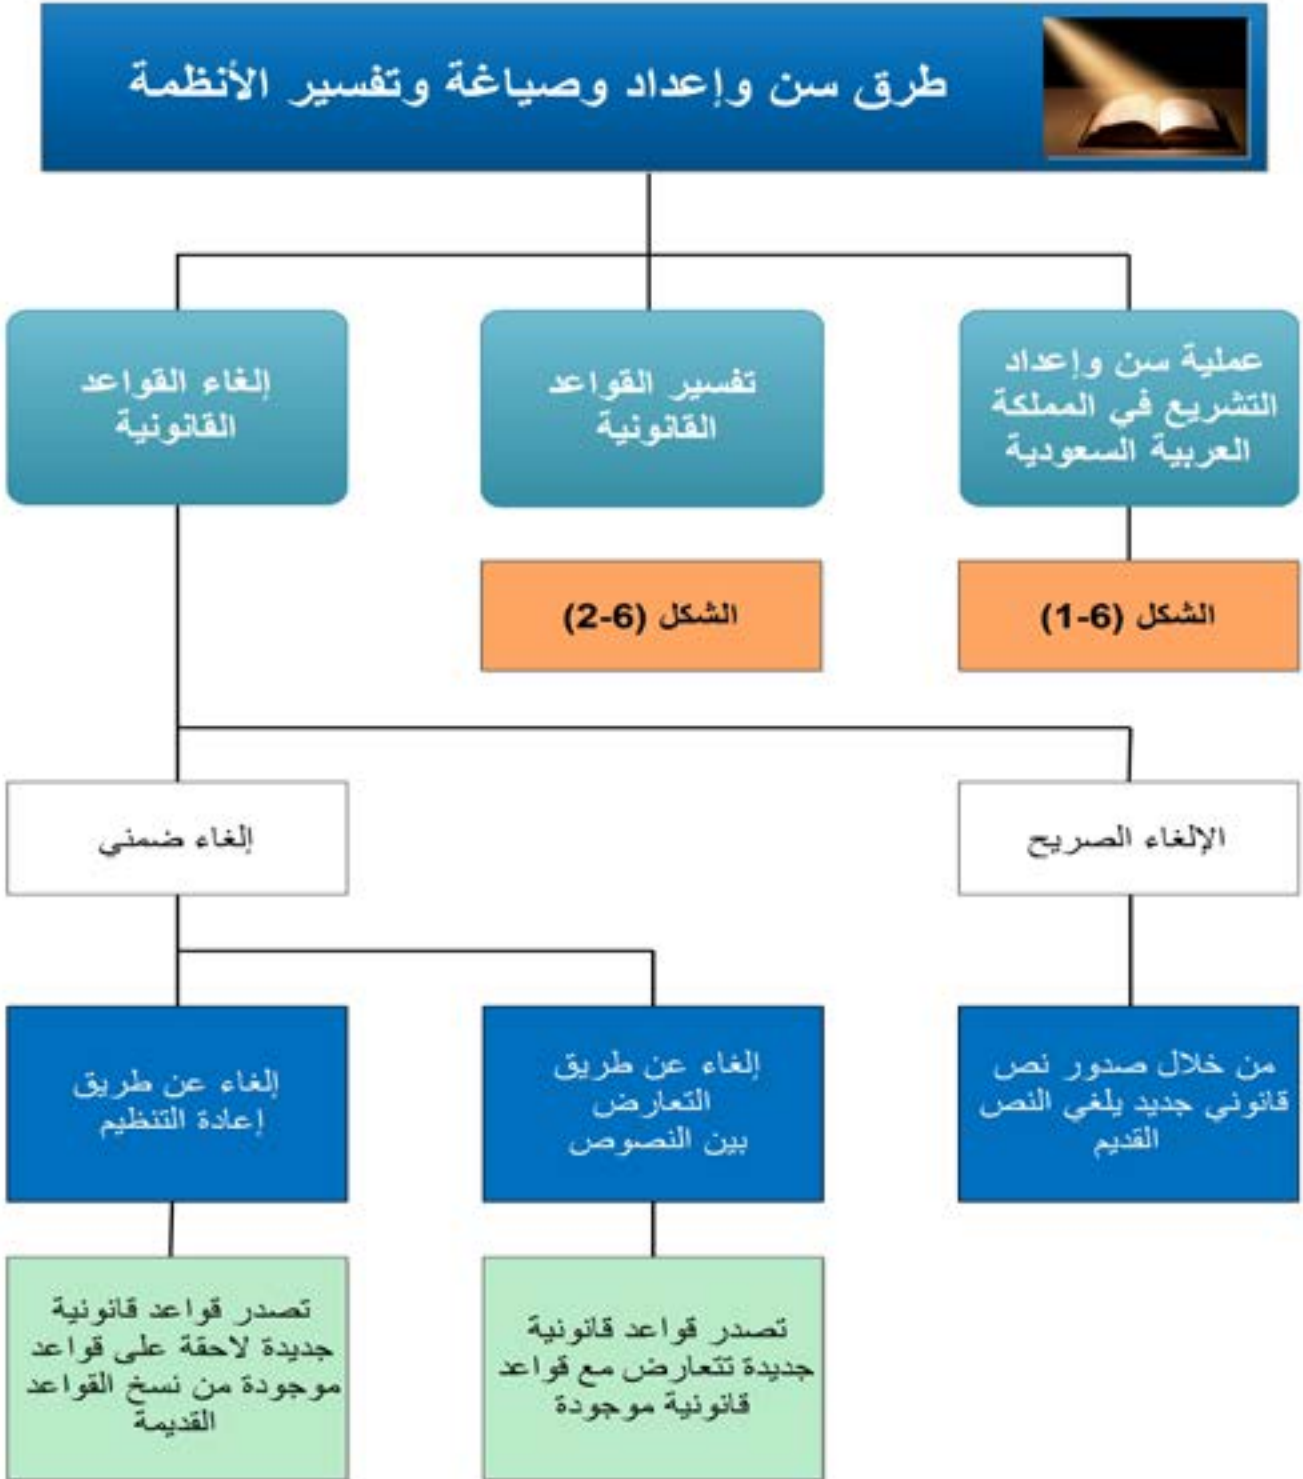 طرق سن وإعداد وصياغة وتفسير الأنظمة
عملية سن وإعداد
التشريع في المملكة
العربية السعودية
تفسير القواعد
القانونية
إلغاء القواعد
القانونية
الشكل (6-1)
الشكل (6-2)
الإلغاء الصريح
إلغاء ضمني
من خلال صدور نص
قانوني جديد يلغي النص
القديم
إلغاء عن طريق
التعارض
بين النصوص
إلغاء عن طريق
إعادة التنظيم
تصدر قواعد قانونية
جديدة تتعارض مع قواعد
قانونية موجودة
تصدر قواعد قانونية
جديدة لاحقة على قواعد
موجودة من نسخ القواعد
القديمة